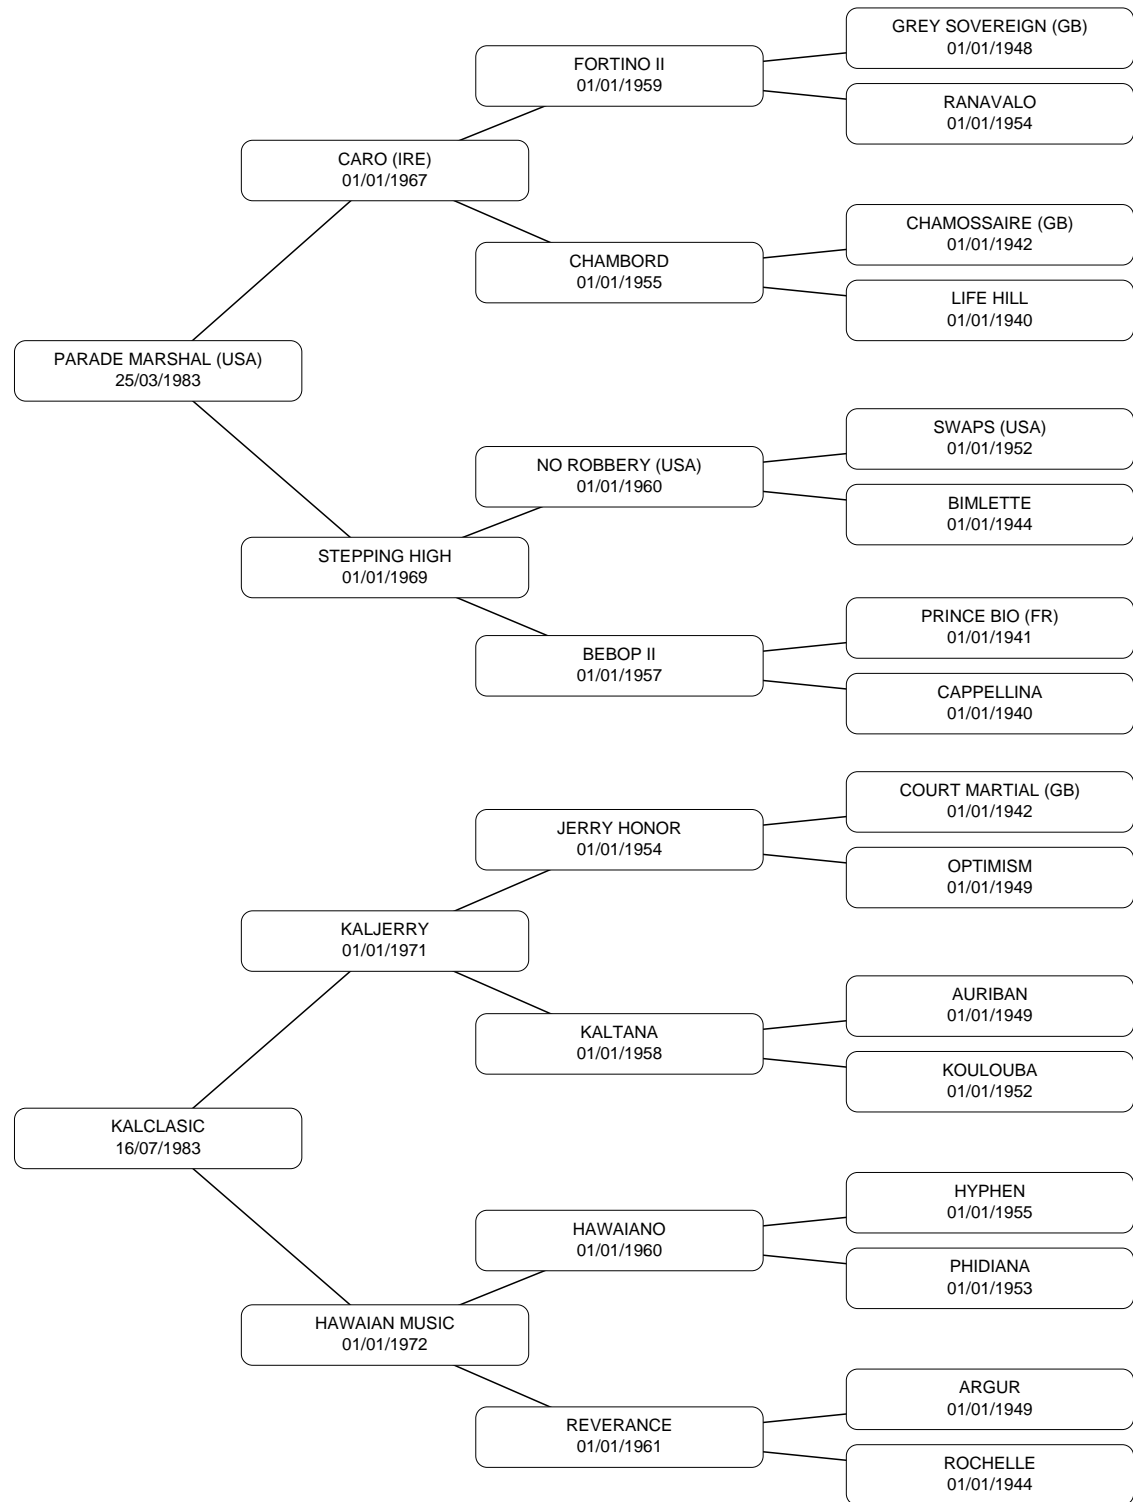 GREY SOVEREIGN (GB)
01/01/1948
FORTINO II
01/01/1959
RANAVALO
01/01/1954
CARO (IRE)
01/01/1967
CHAMOSSAIRE (GB)
01/01/1942
CHAMBORD
01/01/1955
LIFE HILL
01/01/1940
PARADE MARSHAL (USA)
25/03/1983
SWAPS (USA)
01/01/1952
NO ROBBERY (USA)
01/01/1960
BIMLETTE
01/01/1944
STEPPING HIGH
01/01/1969
PRINCE BIO (FR)
01/01/1941
BEBOP II
01/01/1957
CAPPELLINA
01/01/1940
COURT MARTIAL (GB)
01/01/1942
JERRY HONOR
01/01/1954
OPTIMISM
01/01/1949
KALJERRY
01/01/1971
AURIBAN
01/01/1949
KALTANA
01/01/1958
KOULOUBA
01/01/1952
KALCLASIC
16/07/1983
HYPHEN
01/01/1955
HAWAIANO
01/01/1960
PHIDIANA
01/01/1953
HAWAIAN MUSIC
01/01/1972
ARGUR
01/01/1949
REVERANCE
01/01/1961
ROCHELLE
01/01/1944